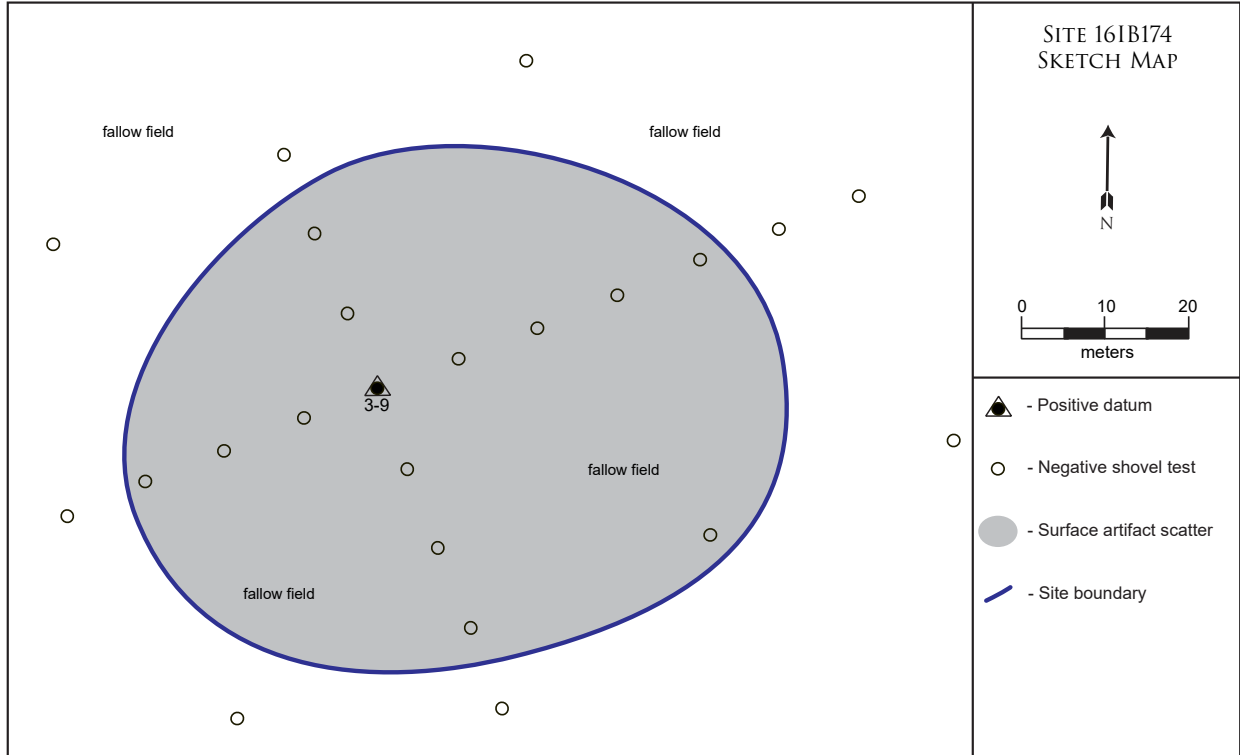 SITE 16IB174
SKETCH MAP
fallow field
fallow field
N
0 10 20
meters
3-9
- Positive datum
fallow field
- Negative shovel test
- Surface artifact scatter
fallow field
- Site boundary